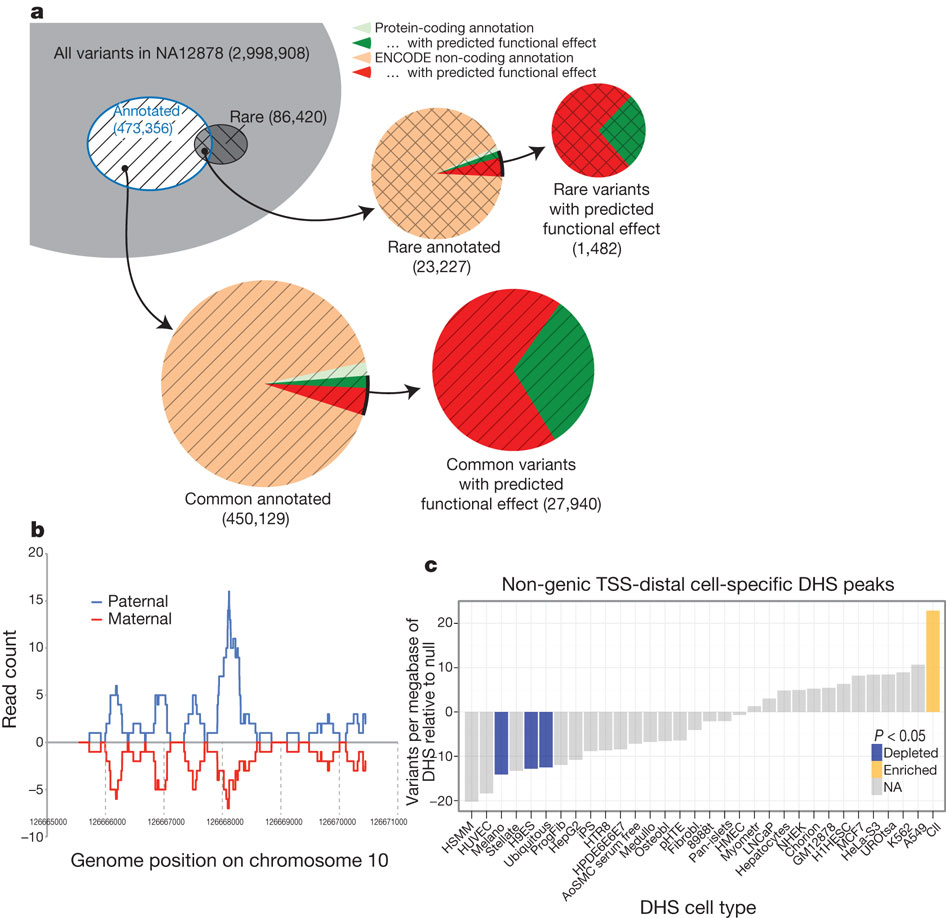 a
All variants in NA12878 (2,998,908)
Annotated
(473,356)
Rare (86,420)
Protein-coding annotation
... with predicted functional effect
ENCODE non-coding annotation
... with predicted functional effect
Rare annotated
(23,227)
Rare variants
with predicted
functional effect
(1,482)
Common annotated
(450,129)
Common variants
with predicted
functional effect (27,940)
b
Read count
20
15
10
5
0
−5
−10
Paternal
Maternal
126665000
126666000
126667000
126668000
126669000
126670000
126671000
Genome position on chromosome 10
c
Non-genic TSS-distal cell-specific DHS peaks
Variants per megabase of
DHS relative to null
20
10
0
−10
−20
P < 0.05
Depleted
Enriched
NA
HSMM
HUVEC
Melano
Stellate
H9ES
Ubiquitous
ProgFib
HepG2
iPS
HTR8
HPDE6E6E7
AoSMC serum free
Medullo
Osteobl
pHTE
Fibrobl
8988t
Pan-Islets
HMEC
Myometr
LNCaP
Hepatocytes
NHEK
Chorion
GM12878
H1HESC
MCF7
HeLa-S3
UROtsa
K562
A549
Cll
DHS cell type